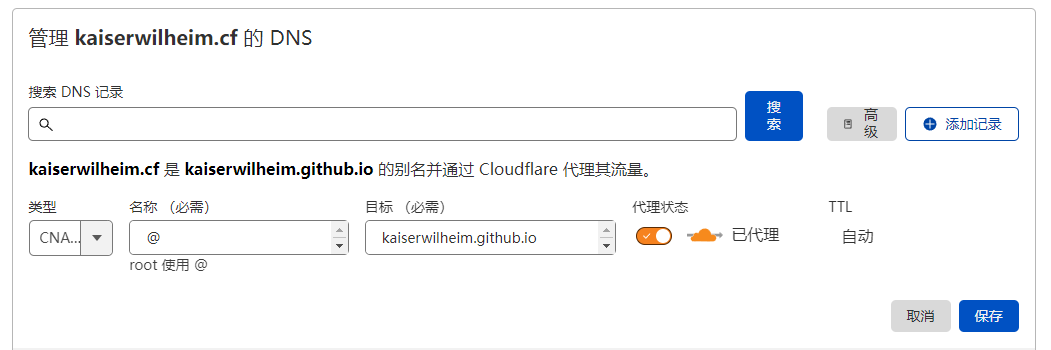 管理 kaiserwilheim.cf 的 DNS
搜索 DNS 记录
搜索
高级
添加记录
kaiserwilheim.cf 是 kaiserwilheim.github.io 的别名并通过 Cloudflare 代理其流量。
类型 名称 （必需） 目标 （必需） 代理状态 TTL
CNA... @ kaiserwilheim.github.io 已代理 自动
root 使用 @
取消 保存